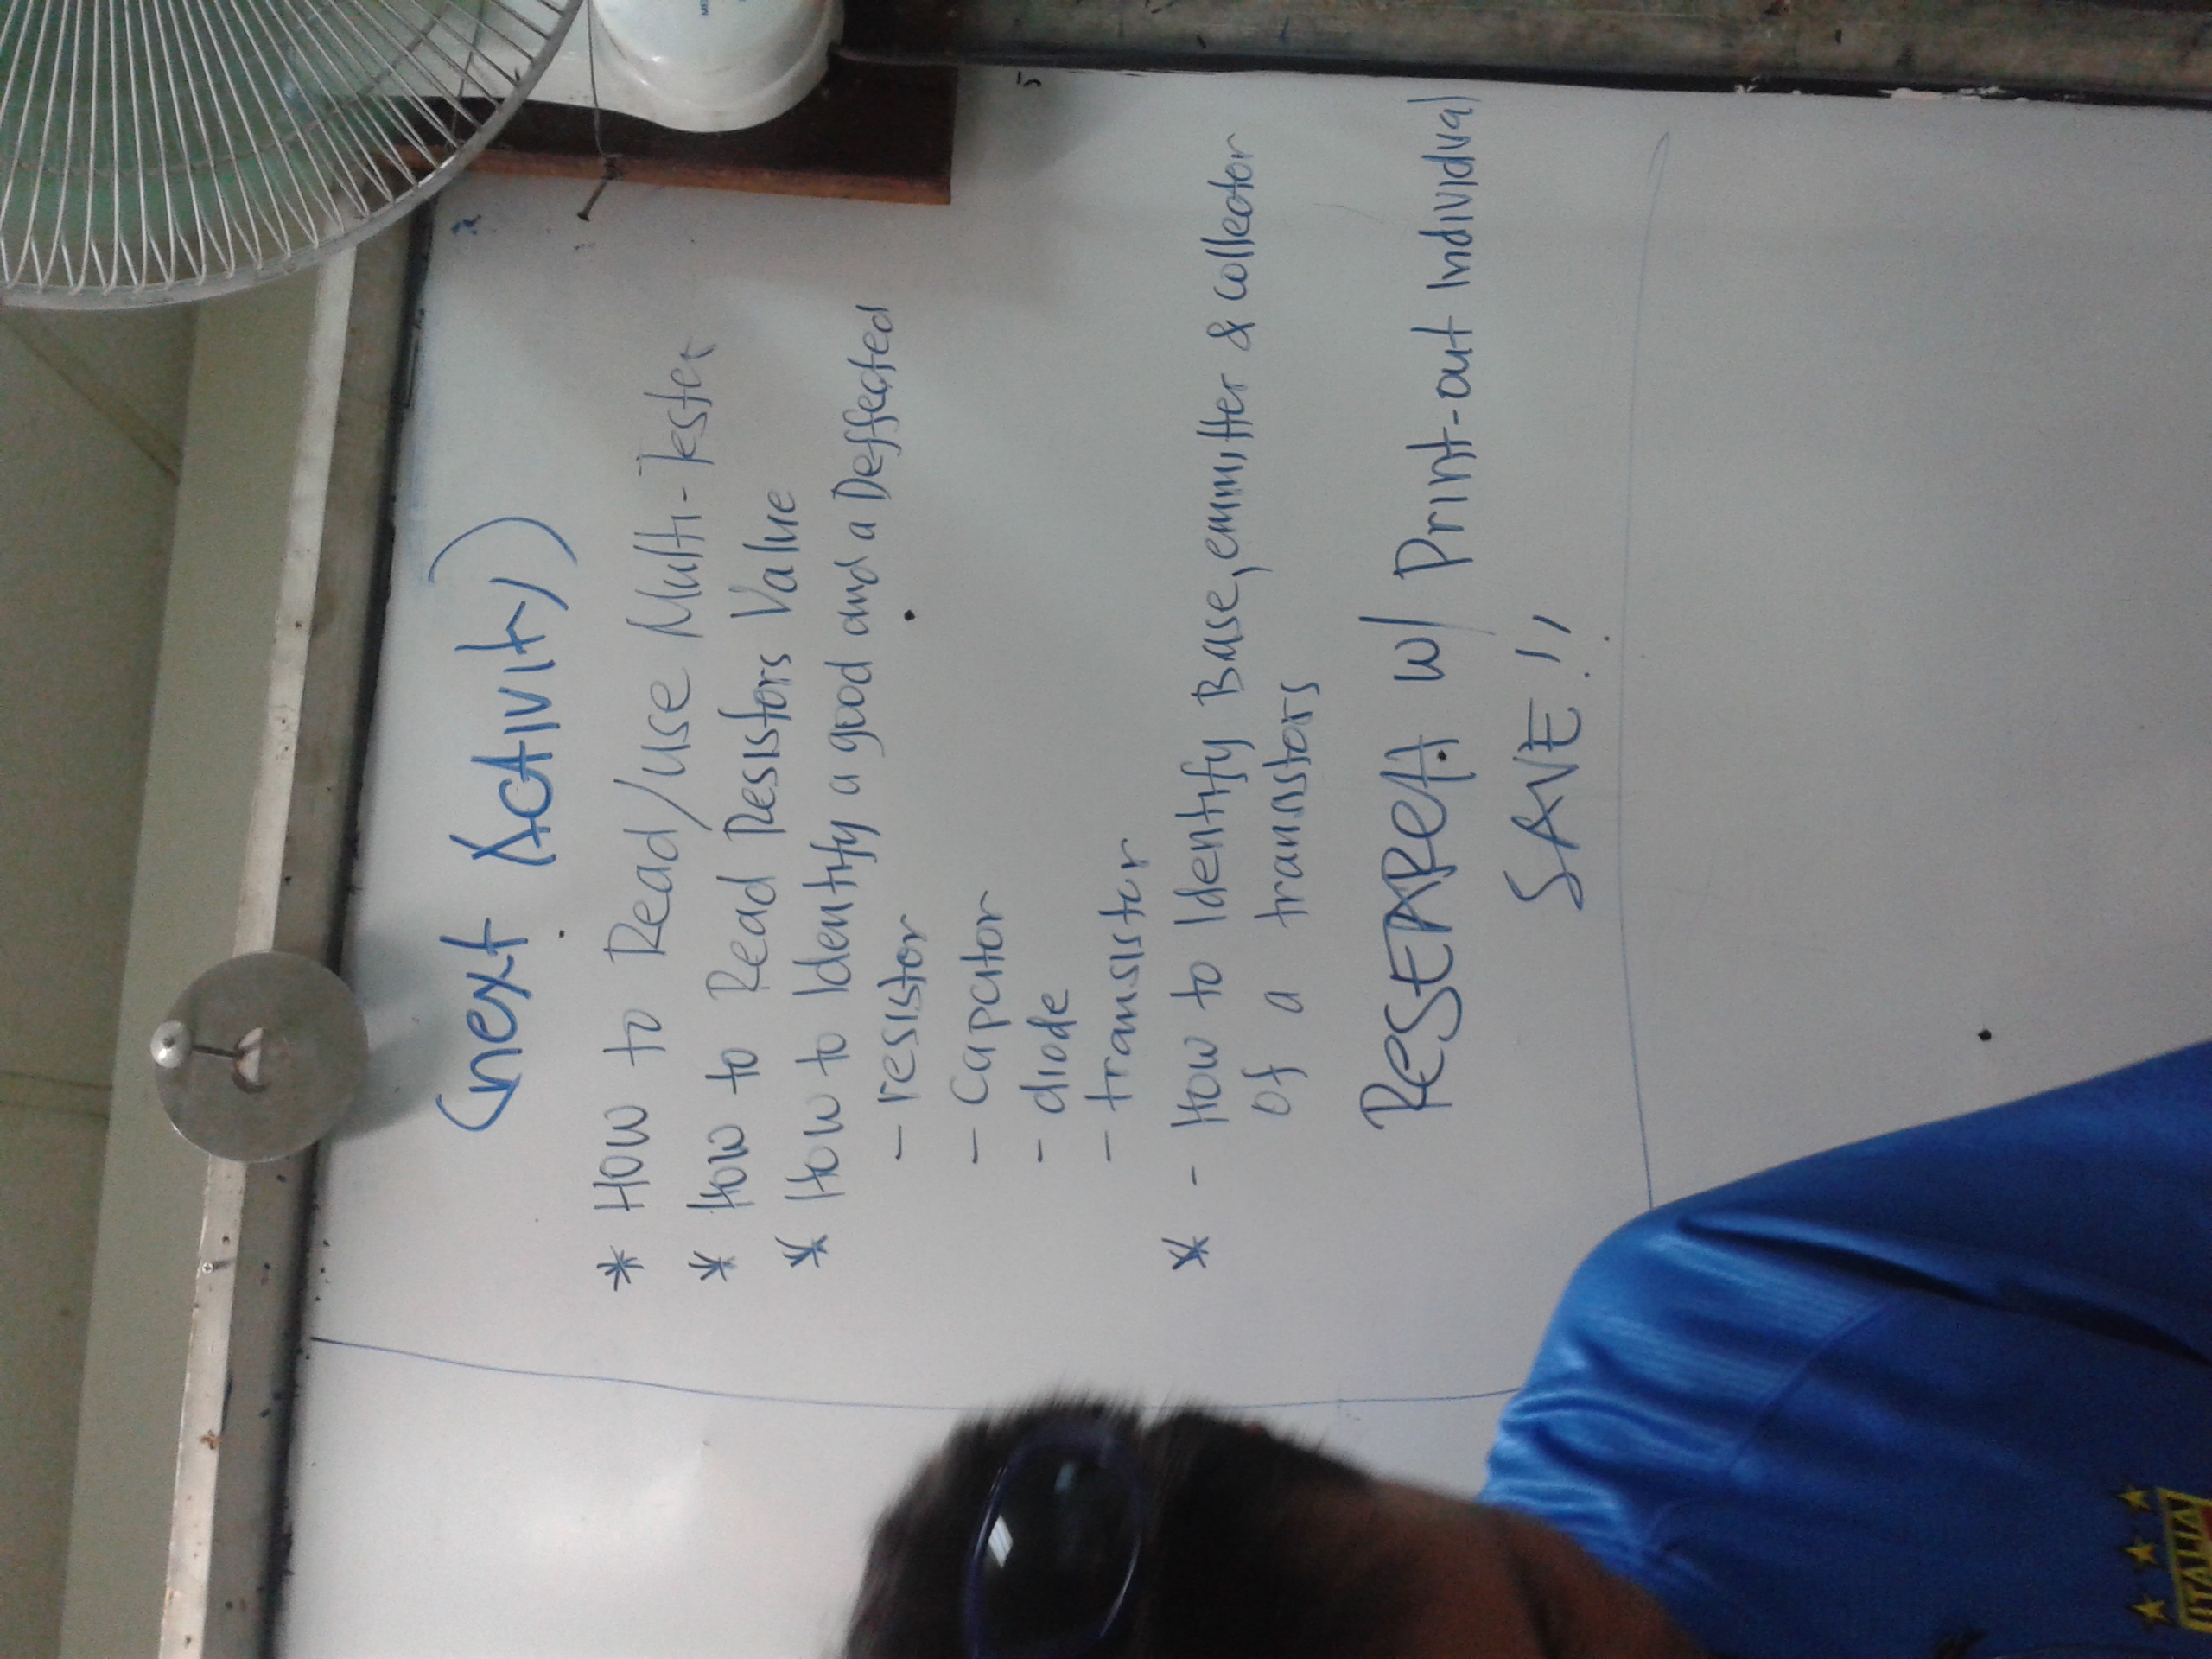 (next Activity)
* How to Read/use Multi-Tester
* How to Read Resistors Value
* How to Identify a good and a Deffected
- resistor
- Capator
- diode
- transistor
* - How to Identify Base, emmitter & collector
of a trannstors
RESEARCH w/ Print-out Individual
SAVE!!
ITALIA